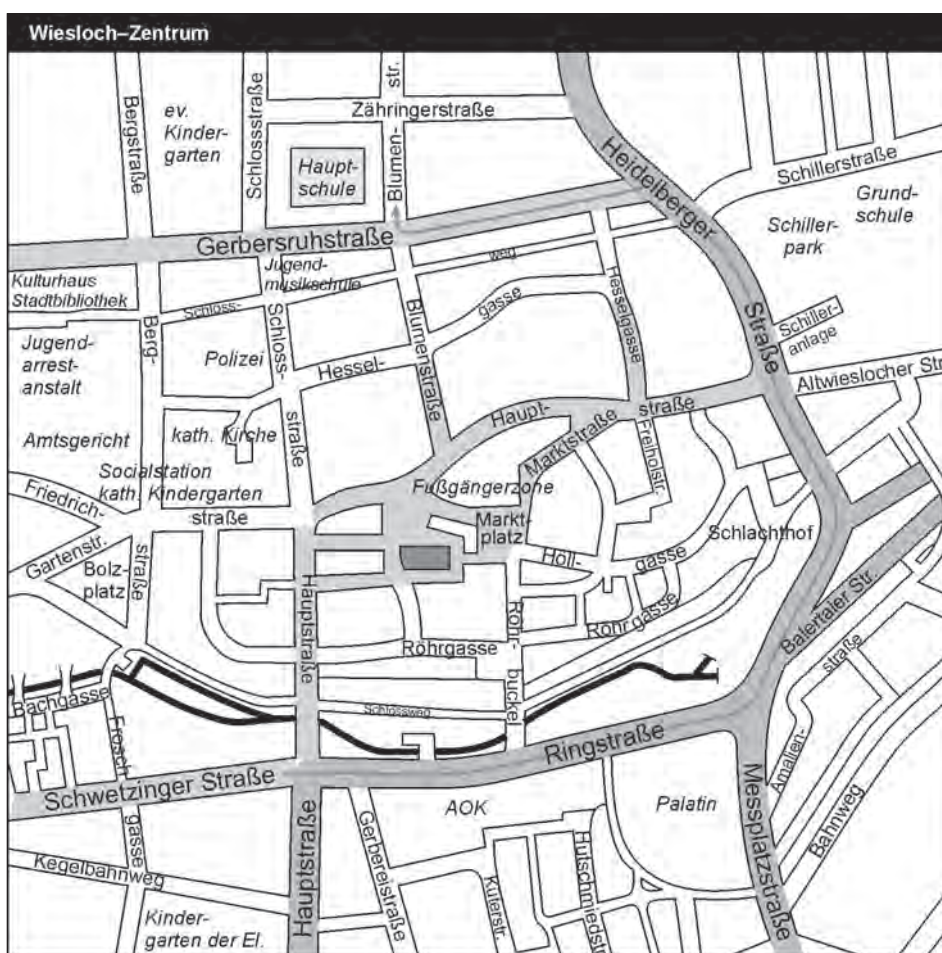 Wiesloch–Zentrum
Bergstraße
ev.
Kinder-
garten
Schlossstraße
Haupt-
schule
Blumen-
str.
Zähringerstraße
Heidelberger
Straße
Schillerstraße
Grund-
schule
Schiller-
park
Gerbersruhstraße
Kulturhaus
Stadtbibliothek
Jugend-
musikschule
Schloss-
weg
Jugend-
arrest-
anstalt
Berg-
straße
Polizei
Schloss-
straße
Hessel-
gasse
Blumenstraße
Hesselgasse
Schiller-
anlage
Altwieslocher Str
Amtsgericht
kath. Kirche
Haupt-
straße
Marktstraße
Freiholstr.
Socialstation
kath. Kindergarten
Fußgängerzone
Friedrich-
straße
Markt-
platz
Schlachthof
Gartenstr.
Bolz-
platz
Höll-
gasse
Hauptstraße
Röhrgasse
Röhr-
buckel
Röhrgasse
Baiertaler Str.
Bachgasse
Schlossweg
Frosch-
gasse
Schwetzinger Straße
Ringstraße
Amalien-
straße
Bahnweg
Messplatzstraße
AOK
Palatin
Kegelbahnweg
Hauptstraße
Gerbereistraße
Hutschmiedstr
Kinder-
garten der El.